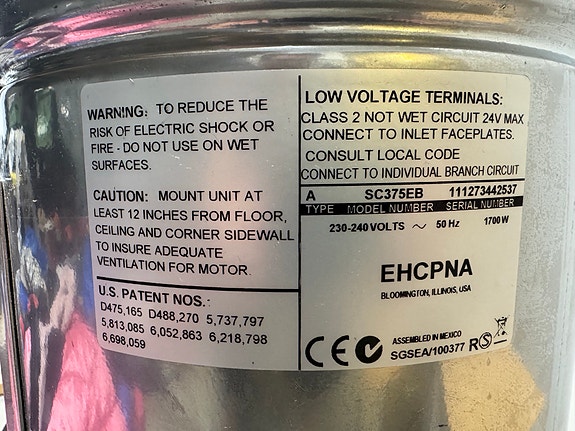 WARNING: TO REDUCE THE
RISK OF ELECTRIC SHOCK OR
FIRE - DO NOT USE ON WET
SURFACES.
CAUTION: MOUNT UNIT AT
LEAST 12 INCHES FROM FLOOR,
CEILING AND CORNER SIDEWALL
TO INSURE ADEQUATE
VENTILATION FOR MOTOR.
U.S. PATENT NOS.:
D475,165 D488,270 5,737,797
5,813,085 6,052,863 6,218,798
6,698,059
LOW VOLTAGE TERMINALS:
CLASS 2 NOT WET CIRCUIT 24V MAX
CONNECT TO INLET FACEPLATES.
CONSULT LOCAL CODE
CONNECT TO INDIVIDUAL BRANCH CIRCUIT
A SC375EB 111273442537
TYPE MODEL NUMBER SERIAL NUMBER
230-240 VOLTS ~ 50 Hz 1700 W
EHCPNA
BLOOMINGTON, ILLINOIS, USA
ASSEMBLED IN MEXICO
CE SGSEA/100377 R